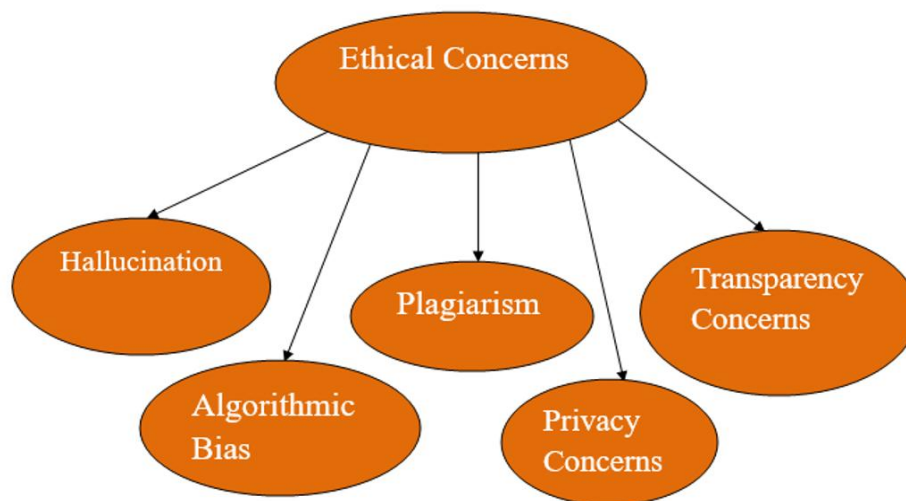 Ethical Concerns
Hallucination
Algorithmic
Bias
Plagiarism
Privacy
Concerns
Transparency
Concerns